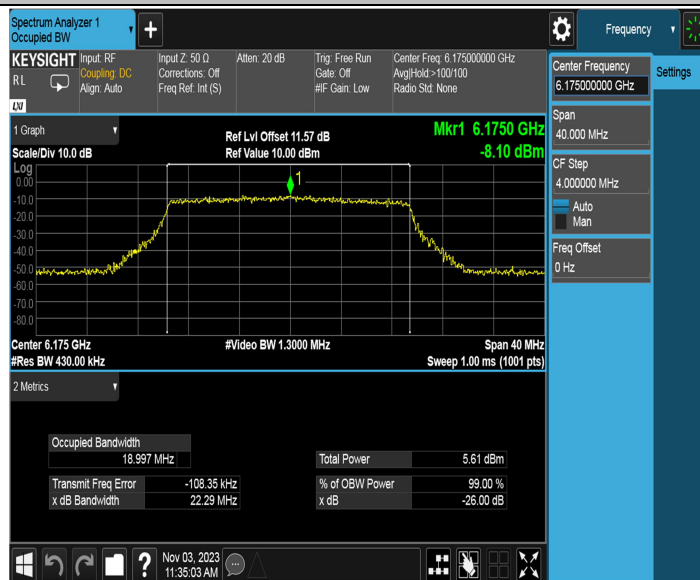 Spectrum Analyzer 1
Occupied BW
+
Frequency
KEYSIGHT
RL
LXI
Input: RF
Coupling: DC
Align: Auto
Input Z: 50 Ω
Corrections: Off
Freq Ref: Int (S)
Atten: 20 dB
Trig: Free Run
Gate: Off
#IF Gain: Low
Center Freq: 6.175000000 GHz
Avg|Hold:>100/100
Radio Std: None
Center Frequency
6.175000000 GHz
Settings
Span
40.000 MHz
CF Step
4.000000 MHz
Auto
Man
Freq Offset
0 Hz
1 Graph
Scale/Div 10.0 dB
Ref Lvl Offset 11.57 dB
Ref Value 10.00 dBm
Mkr1 6.1750 GHz
-8.10 dBm
Log
0.00
-10.0
-20.0
-30.0
-40.0
-50.0
-60.0
-70.0
-80.0
1
Center 6.175 GHz
#Res BW 430.00 kHz
#Video BW 1.3000 MHz
Span 40 MHz
Sweep 1.00 ms (1001 pts)
2 Metrics
Occupied Bandwidth
18.997 MHz
Transmit Freq Error -108.35 kHz
x dB Bandwidth 22.29 MHz
Total Power 5.61 dBm
% of OBW Power 99.00 %
x dB -26.00 dB
?
Nov 03, 2023
11:35:03 AM